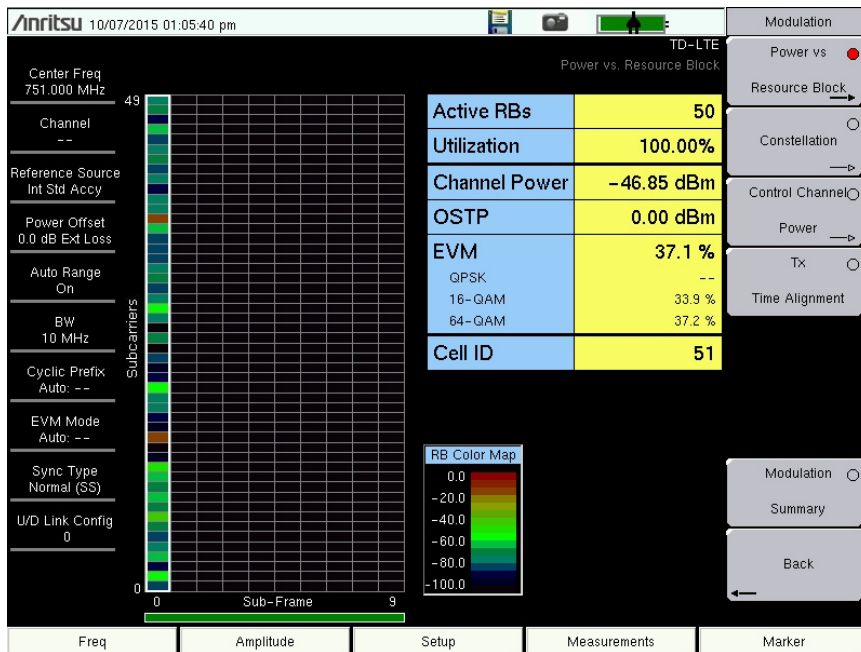 Anritsu 10/07/2015 01:05:40 pm
Modulation
TD-LTE
Power vs. Resource Block
Center Freq
751.000 MHz
Channel
--
Reference Source
Int Std Accy
Power Offset
0.0 dB Ext Loss
Auto Range
On
BW
10 MHz
Cyclic Prefix
Auto: --
EVM Mode
Auto: --
Sync Type
Normal (SS)
U/D Link Config
0
49
Subcarriers
0
0 Sub-Frame 9
Active RBs 50
Utilization 100.00%
Channel Power -46.85 dBm
OSTP 0.00 dBm
EVM 37.1 %
QPSK --
16-QAM 33.9 %
64-QAM 37.2 %
Cell ID 51
RB Color Map
0.0
-20.0
-40.0
-60.0
-80.0
-100.0
Power vs
Resource Block
Constellation
Control Channel
Power
Tx
Time Alignment
Modulation
Summary
Back
Freq Amplitude Setup Measurements Marker